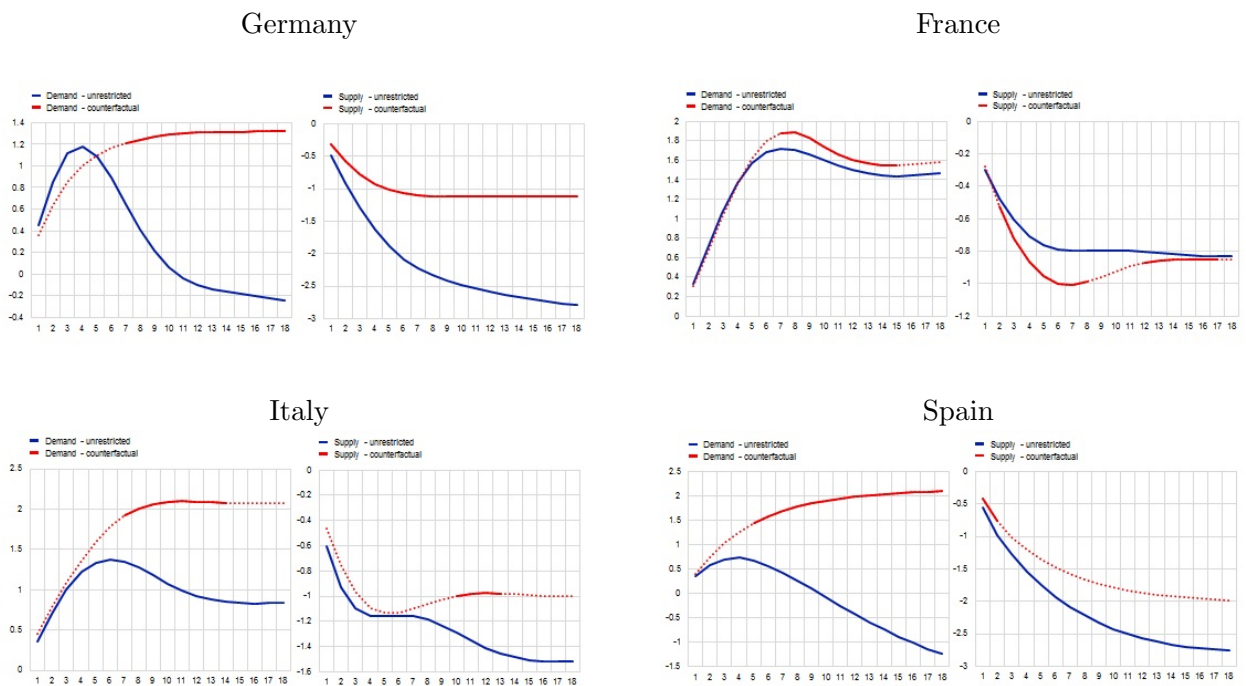 Germany
Demand - unrestricted
Demand - counterfactual
1.4
1.2
1
0.8
0.6
0.4
0.2
0
-0.2
-0.4
1 2 3 4 5 6 7 8 9 10 11 12 13 14 15 16 17 18
Supply - unrestricted
Supply - counterfactual
0
-0.5
-1
-1.5
-2
-2.5
-3
1 2 3 4 5 6 7 8 9 10 11 12 13 14 15 16 17 18
France
Demand - unrestricted
Demand - counterfactual
2
1.8
1.6
1.4
1.2
1
0.8
0.6
0.4
0.2
0
1 2 3 4 5 6 7 8 9 10 11 12 13 14 15 16 17 18
Supply - unrestricted
Supply - counterfactual
0
-0.2
-0.4
-0.6
-0.8
-1
-1.2
1 2 3 4 5 6 7 8 9 10 11 12 13 14 15 16 17 18
Italy
Demand - unrestricted
Demand - counterfactual
2.5
2
1.5
1
0.5
0
1 2 3 4 5 6 7 8 9 10 11 12 13 14 15 16 17 18
Supply - unrestricted
Supply - counterfactual
0
-0.2
-0.4
-0.6
-0.8
-1
-1.2
-1.4
-1.6
1 2 3 4 5 6 7 8 9 10 11 12 13 14 15 16 17 18
Spain
Demand - unrestricted
Demand - counterfactual
2.5
2
1.5
1
0.5
0
-0.5
-1
-1.5
1 2 3 4 5 6 7 8 9 10 11 12 13 14 15 16 17 18
Supply - unrestricted
Supply - counterfactual
0
-0.5
-1
-1.5
-2
-2.5
-3
1 2 3 4 5 6 7 8 9 10 11 12 13 14 15 16 17 18